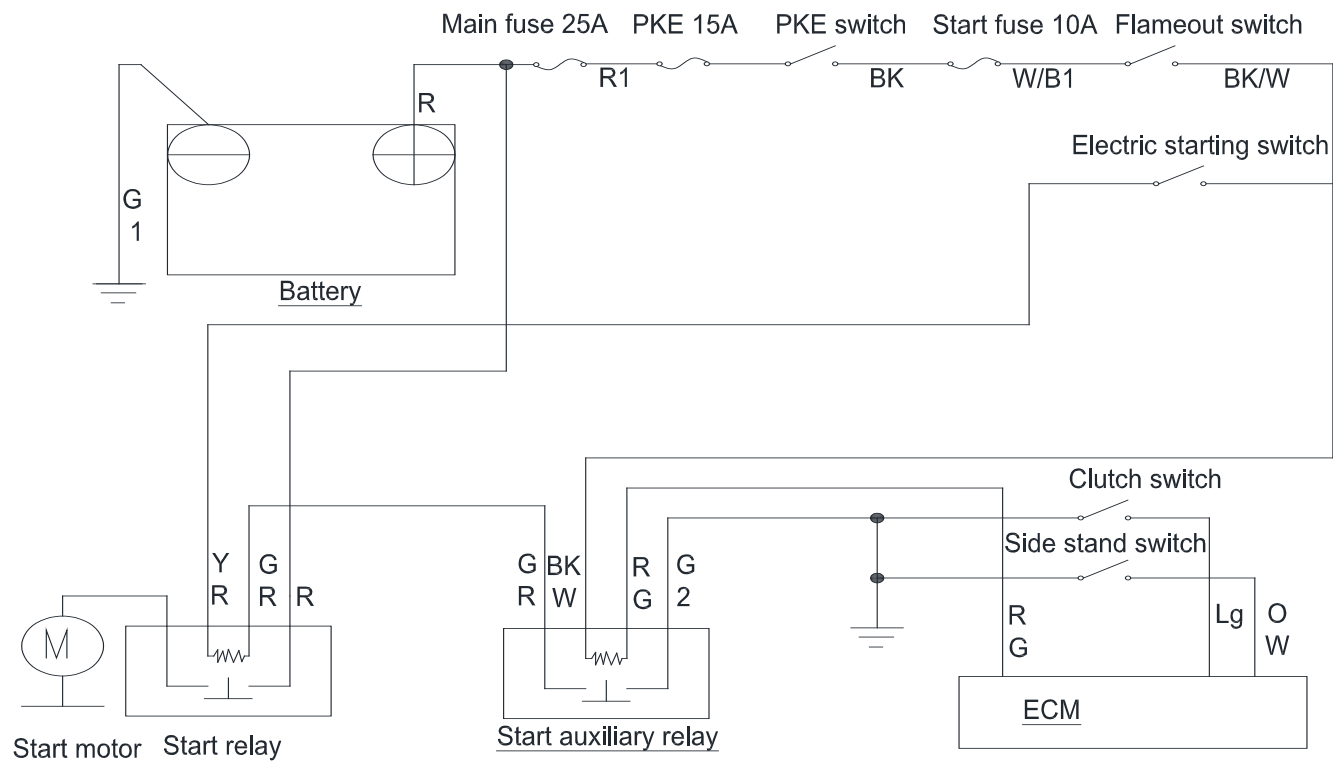 Main fuse 25A PKE 15A PKE switch Start fuse 10A Flameout switch
R1 BK W/B1 BK/W
R
Electric starting switch
G
1
Battery
Clutch switch
Side stand switch
Y
R
G
R
R
G
R
BK
W
R
G
G
2
R
G
Lg
O
W
M
ECM
Start motor Start relay Start auxiliary relay